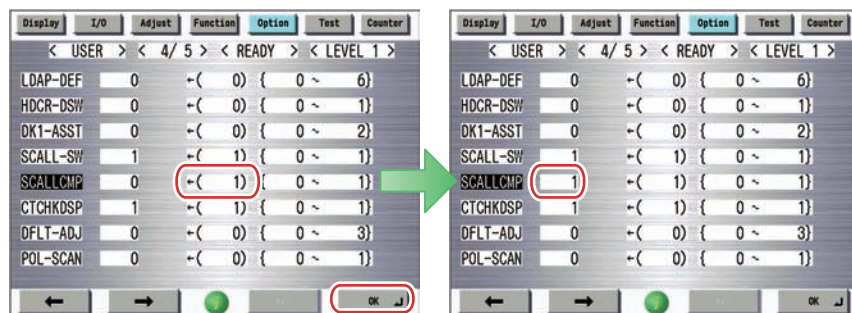 Display I/O Adjust Function Option Test Counter
< USER > < 4/ 5 > < READY > < LEVEL 1 >
LDAP-DEF 0 ←( 0) { 0 ~ 6}
HDCR-DSW 0 ←( 0) { 0 ~ 1}
DK1-ASST 0 ←( 0) { 0 ~ 2}
SCALL-SW 1 ←( 1) { 0 ~ 1}
SCALLCMP 0 ←( 1) { 0 ~ 1}
CTCHKDSP 1 ←( 1) { 0 ~ 1}
DFLT-ADJ 0 ←( 0) { 0 ~ 3}
POL-SCAN 0 ←( 0) { 0 ~ 1}
← → OK
Display I/O Adjust Function Option Test Counter
< USER > < 4/ 5 > < READY > < LEVEL 1 >
LDAP-DEF 0 ←( 0) { 0 ~ 6}
HDCR-DSW 0 ←( 0) { 0 ~ 1}
DK1-ASST 0 ←( 0) { 0 ~ 2}
SCALL-SW 1 ←( 1) { 0 ~ 1}
SCALLCMP 1 ←( 1) { 0 ~ 1}
CTCHKDSP 1 ←( 1) { 0 ~ 1}
DFLT-ADJ 0 ←( 0) { 0 ~ 3}
POL-SCAN 0 ←( 0) { 0 ~ 1}
← → OK